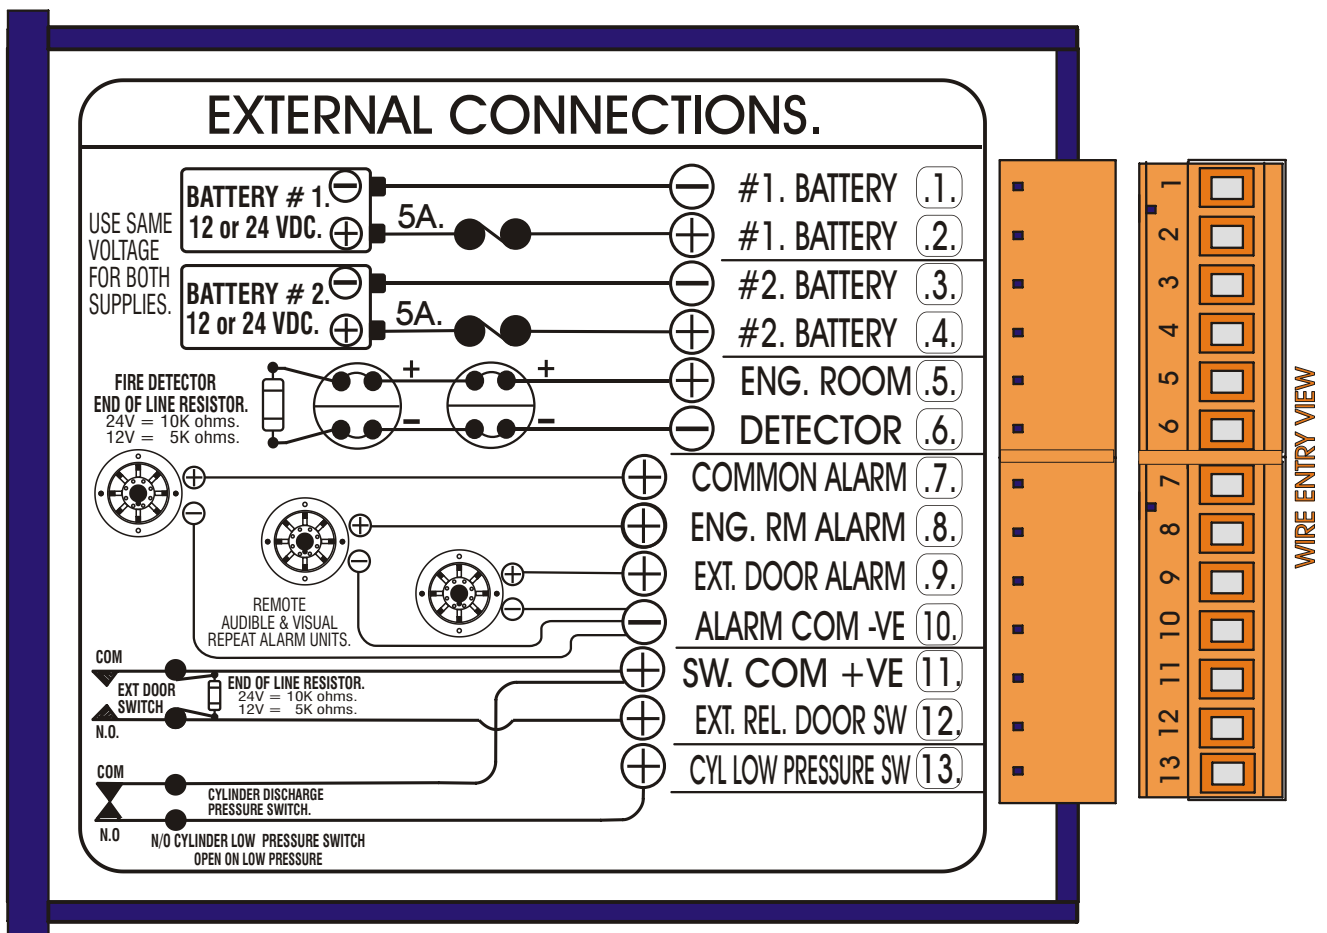 EXTERNAL CONNECTIONS.
USE SAME
VOLTAGE
FOR BOTH
SUPPLIES.
BATTERY # 1.
12 or 24 VDC.
5A.
BATTERY # 2.
12 or 24 VDC.
5A.
#1. BATTERY .1.
#1. BATTERY .2.
#2. BATTERY .3.
#2. BATTERY .4.
ENG. ROOM .5.
DETECTOR .6.
COMMON ALARM .7.
ENG. RM ALARM .8.
EXT. DOOR ALARM .9.
ALARM COM -VE 10.
SW. COM +VE 11.
EXT. REL. DOOR SW 12.
CYL LOW PRESSURE SW 13.
FIRE DETECTOR
END OF LINE RESISTOR.
24V = 10K ohms.
12V = 5K ohms.
REMOTE
AUDIBLE & VISUAL
REPEAT ALARM UNITS.
COM
EXT DOOR
SWITCH
N.O.
END OF LINE RESISTOR.
24V = 10K ohms.
12V = 5K ohms.
COM
CYLINDER DISCHARGE
PRESSURE SWITCH.
N.O
N/O CYLINDER LOW PRESSURE SWITCH
OPEN ON LOW PRESSURE
1
2
3
4
5
6
7
8
9
10
11
12
13
WIRE ENTRY VIEW